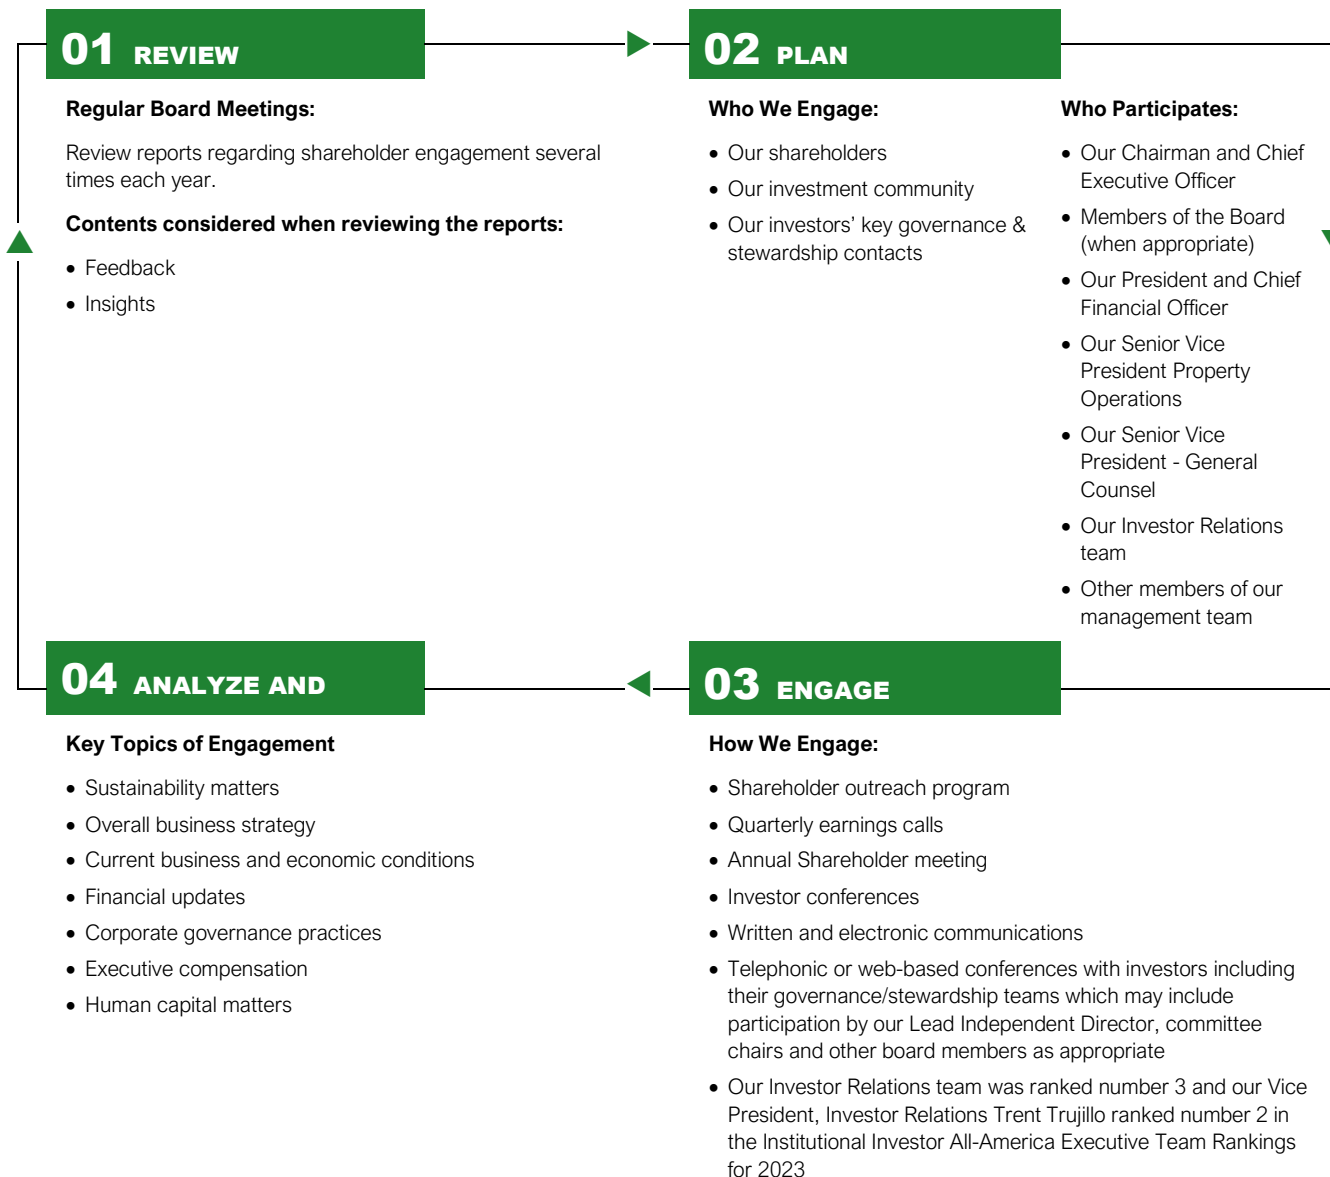 01 REVIEW
Regular Board Meetings:
Review reports regarding shareholder engagement several
times each year.
Contents considered when reviewing the reports:
• Feedback
• Insights
02 PLAN
Who We Engage:
• Our shareholders
• Our investment community
• Our investors’ key governance &
stewardship contacts
Who Participates:
• Our Chairman and Chief
Executive Officer
• Members of the Board
(when appropriate)
• Our President and Chief
Financial Officer
• Our Senior Vice
President Property
Operations
• Our Senior Vice
President - General
Counsel
• Our Investor Relations
team
• Other members of our
management team
03 ENGAGE
How We Engage:
• Shareholder outreach program
• Quarterly earnings calls
• Annual Shareholder meeting
• Investor conferences
• Written and electronic communications
• Telephonic or web-based conferences with investors including
their governance/stewardship teams which may include
participation by our Lead Independent Director, committee
chairs and other board members as appropriate
• Our Investor Relations team was ranked number 3 and our Vice
President, Investor Relations Trent Trujillo ranked number 2 in
the Institutional Investor All-America Executive Team Rankings
for 2023
04 ANALYZE AND
Key Topics of Engagement
• Sustainability matters
• Overall business strategy
• Current business and economic conditions
• Financial updates
• Corporate governance practices
• Executive compensation
• Human capital matters